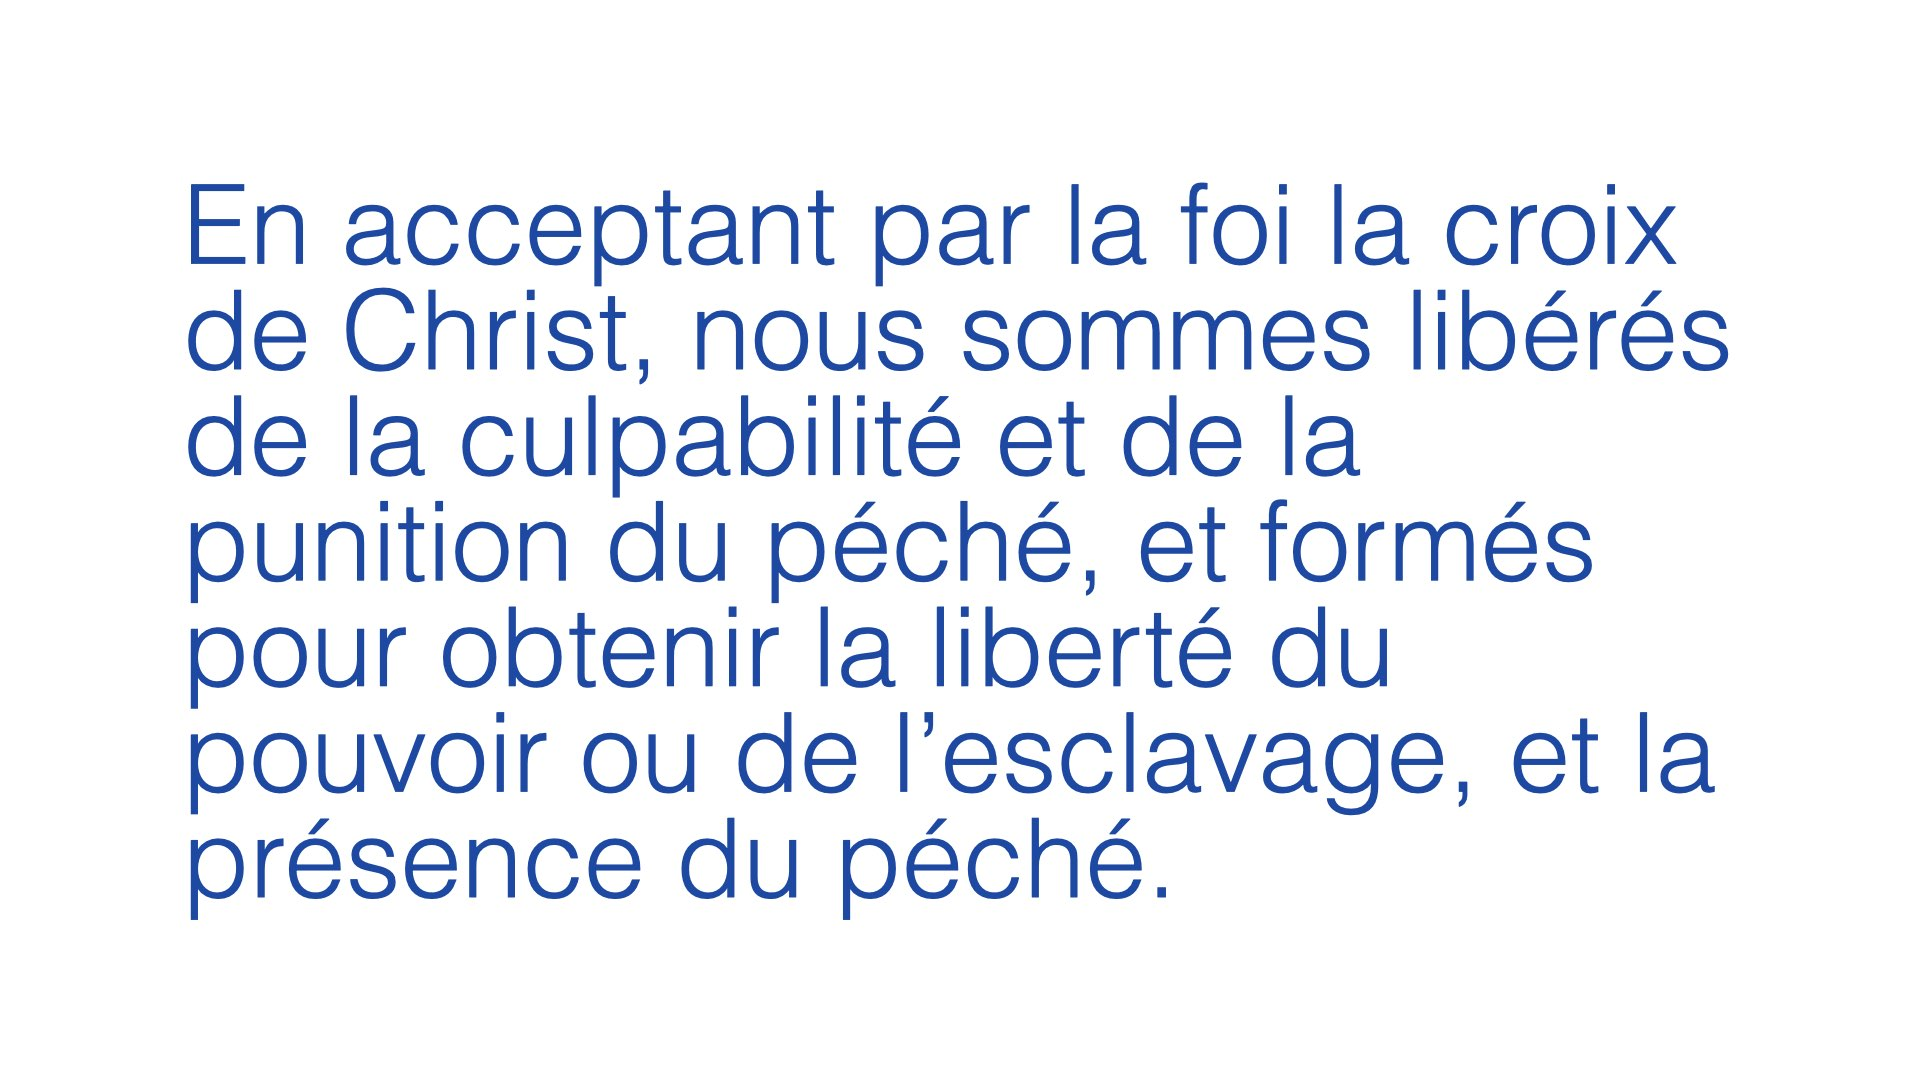 En acceptant par la foi la croix
de Christ, nous sommes libérés
de la culpabilité et de la
punition du péché, et formés
pour obtenir la liberté du
pouvoir ou de l’esclavage, et la
présence du péché.